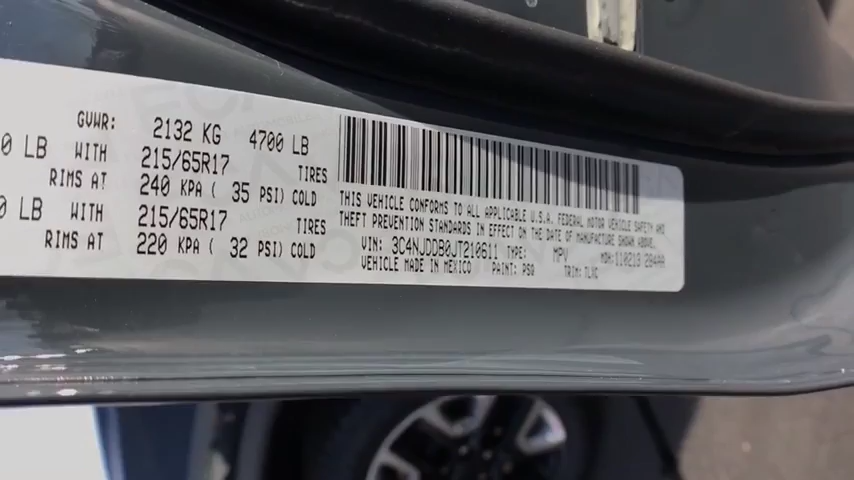 GVWR: 2132 KG 4700 LB
0 LB WITH 215/65R17 TIRES
RIMS AT 240 KPA ( 35 PSI) COLD
0 LB WITH 215/65R17 TIRES
RIMS AT 220 KPA ( 32 PSI) COLD
THIS VEHICLE CONFORMS TO ALL APPLICABLE U.S.A. FEDERAL MOTOR VEHICLE SAFETY AND
THEFT PREVENTION STANDARDS IN EFFECT ON THE DATE OF MANUFACTURE SHOWN ABOVE.
VIN: 3C4NJDDB0JT210611 TYPE: MPV
VEHICLE MADE IN MEXICO PAINT: TRIM: TLXC